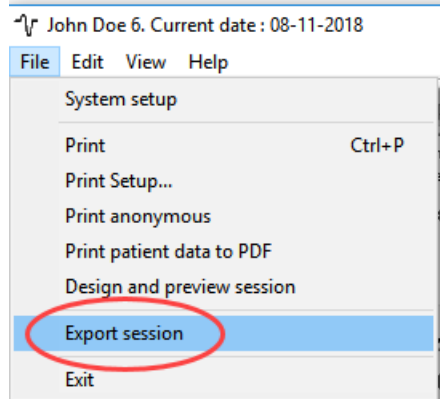 John Doe 6. Current date : 08-11-2018
File Edit View Help
System setup
Print Ctrl+P
Print Setup...
Print anonymous
Print patient data to PDF
Design and preview session
Export session
Exit